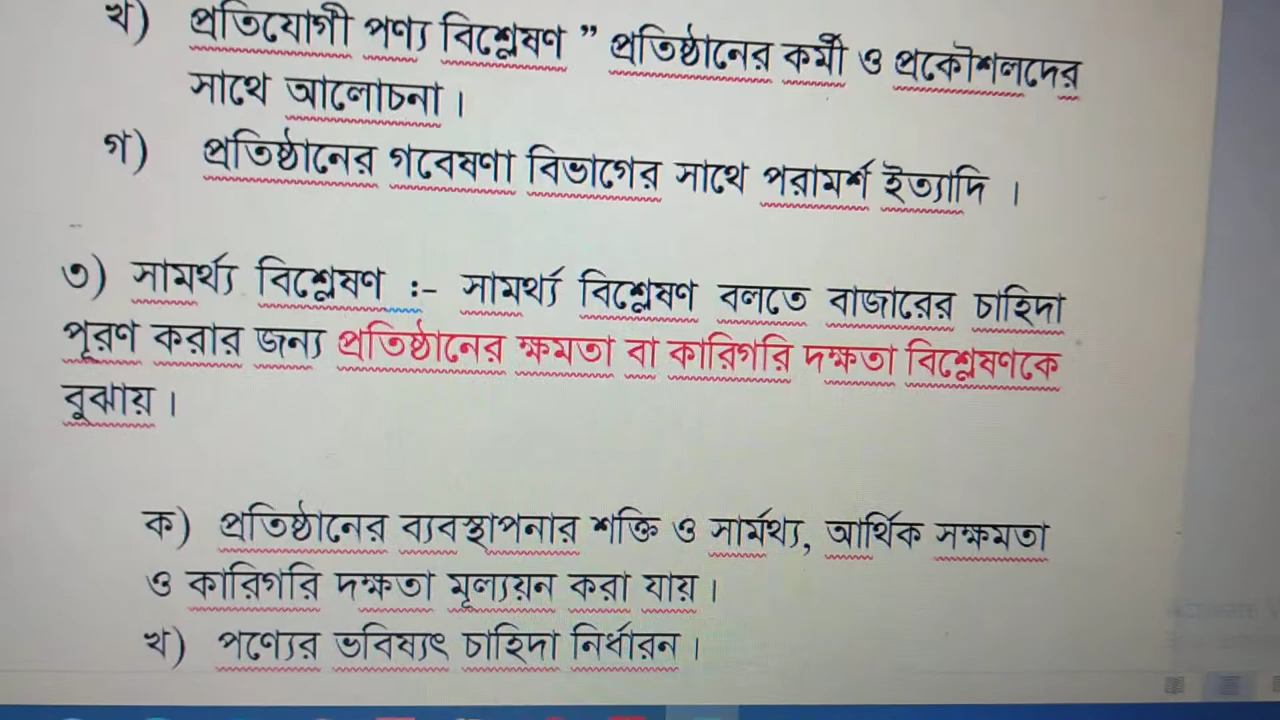 খ) প্রতিযোগী পণ্য বিশ্লেষণ ” প্রতিষ্ঠানের কর্মী ও প্রকৌশলদের
সাথে আলোচনা ।
গ) প্রতিষ্ঠানের গবেষণা বিভাগের সাথে পরামর্শ ইত্যাদি ।
৩) সামর্থ্য বিশ্লেষণ :- সামর্থ্য বিশ্লেষণ বলতে বাজারের চাহিদা
পূরণ করার জন্য প্রতিষ্ঠানের ক্ষমতা বা কারিগরি দক্ষতা বিশ্লেষণকে
বুঝায় ।
ক) প্রতিষ্ঠানের ব্যবস্থাপনার শক্তি ও সার্মথ্য, আর্থিক সক্ষমতা
ও কারিগরি দক্ষতা মূল্যয়ন করা যায় ।
খ) পণ্যের ভবিষ্যৎ চাহিদা নির্ধারন ।